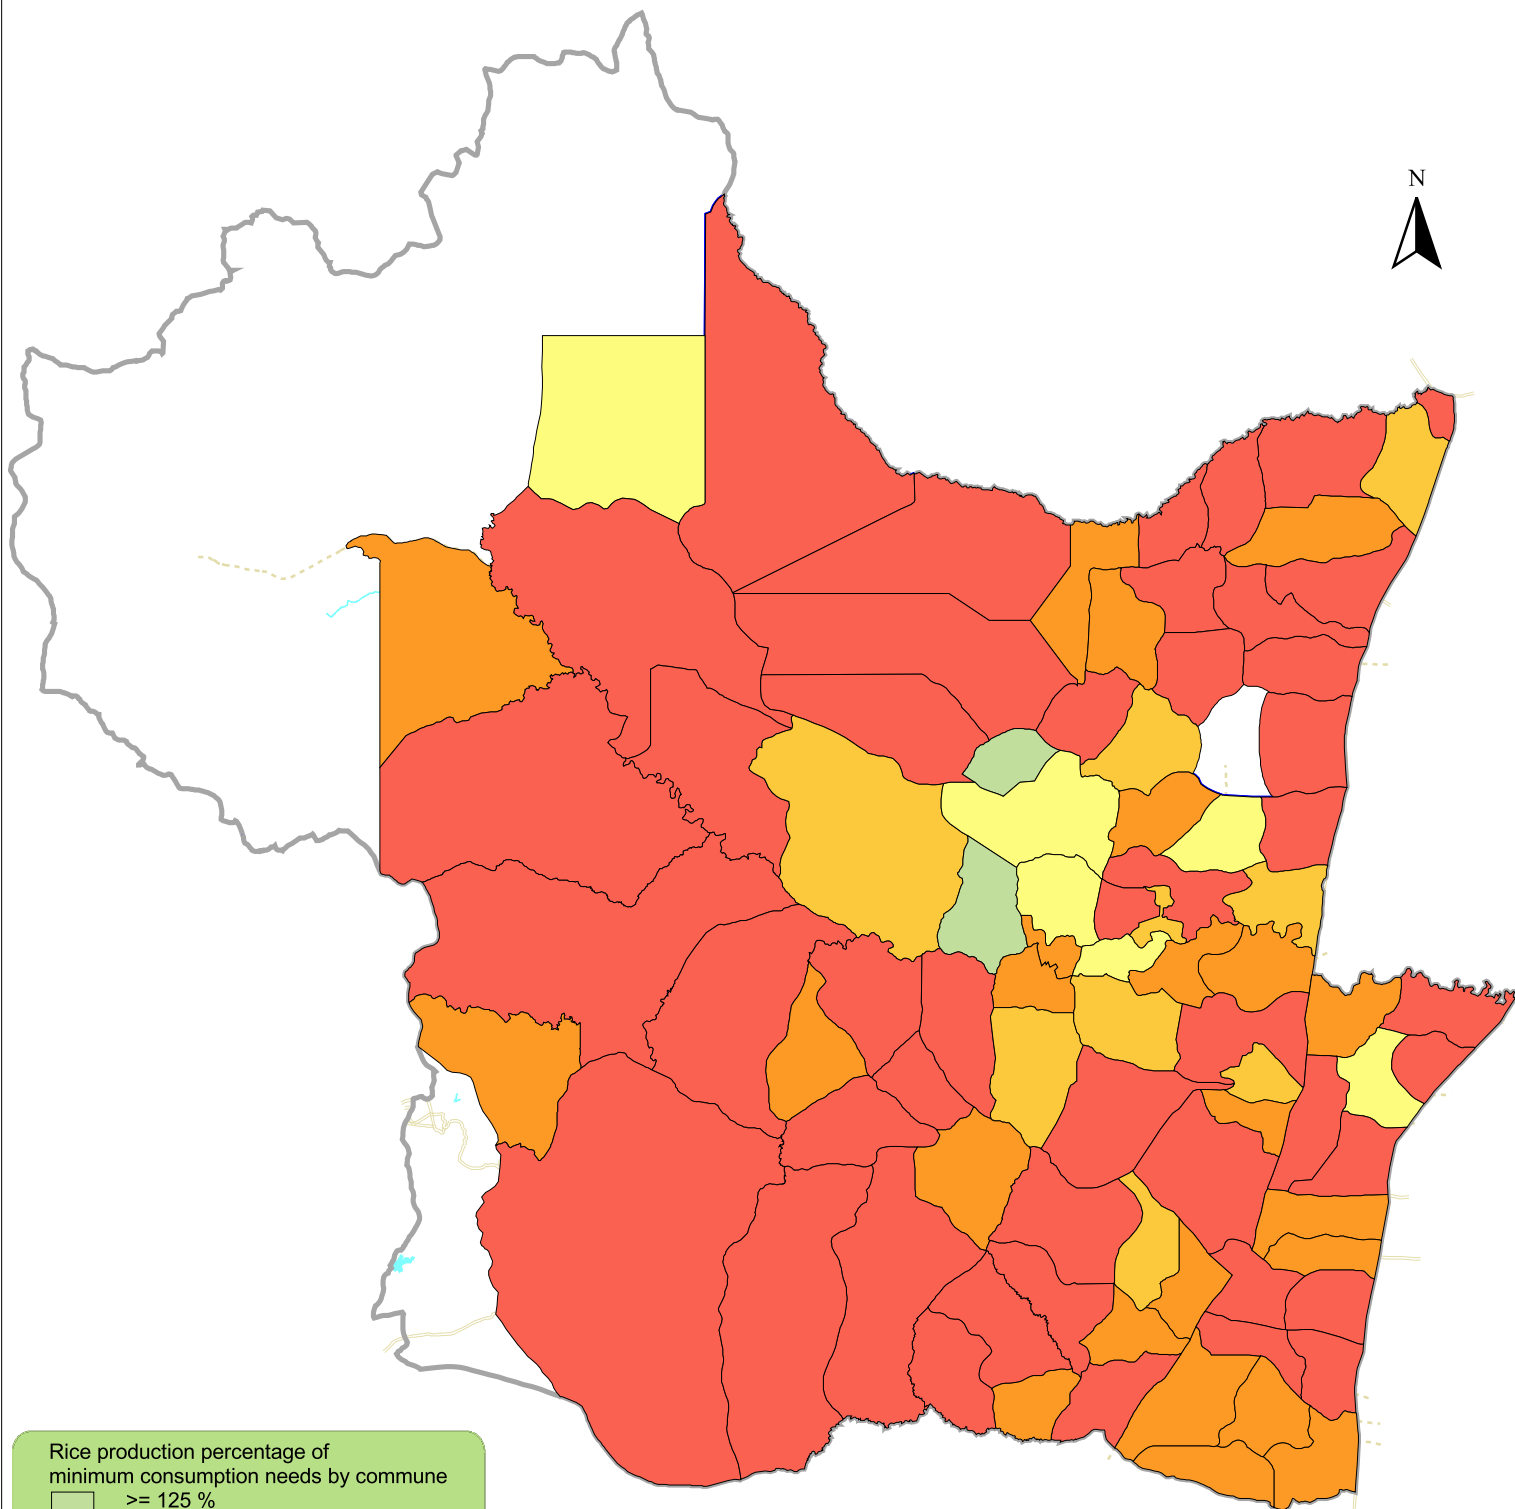 N
Rice production percentage of
minimum consumption needs by commune
>= 125 %